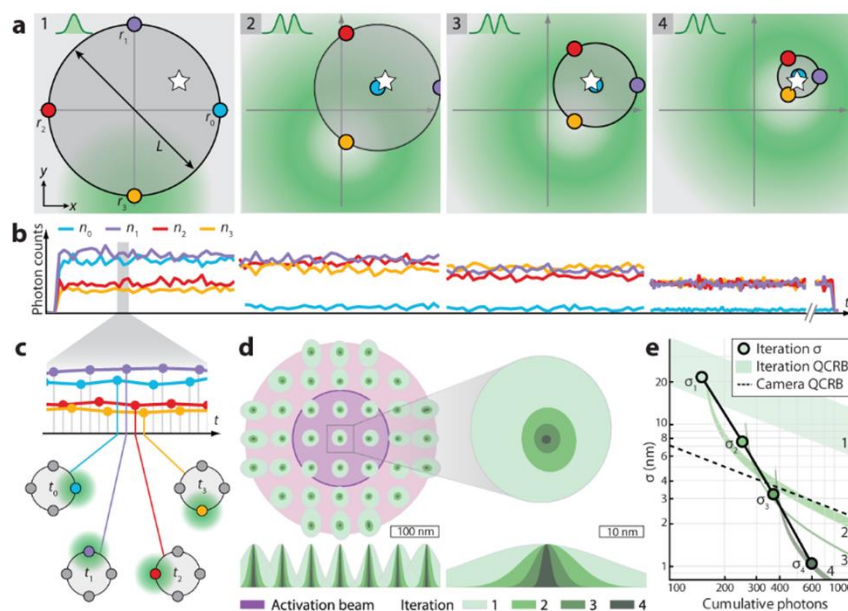 a
1
2
3
4
r1
r2
r0
r3
L
y
x
b
n0
n1
n2
n3
Photon counts
t
c
t
t0
t3
t1
t2
d
100 nm
10 nm
Activation beam
Iteration
1
2
3
4
e
Iteration σ
Iteration QCRB
Camera QCRB
σ (nm)
20
10
8
6
4
3
2
1
σ1
σ2
σ3
σ4
1
2
3
4
100
200
400
600
1000
Cumulative photons